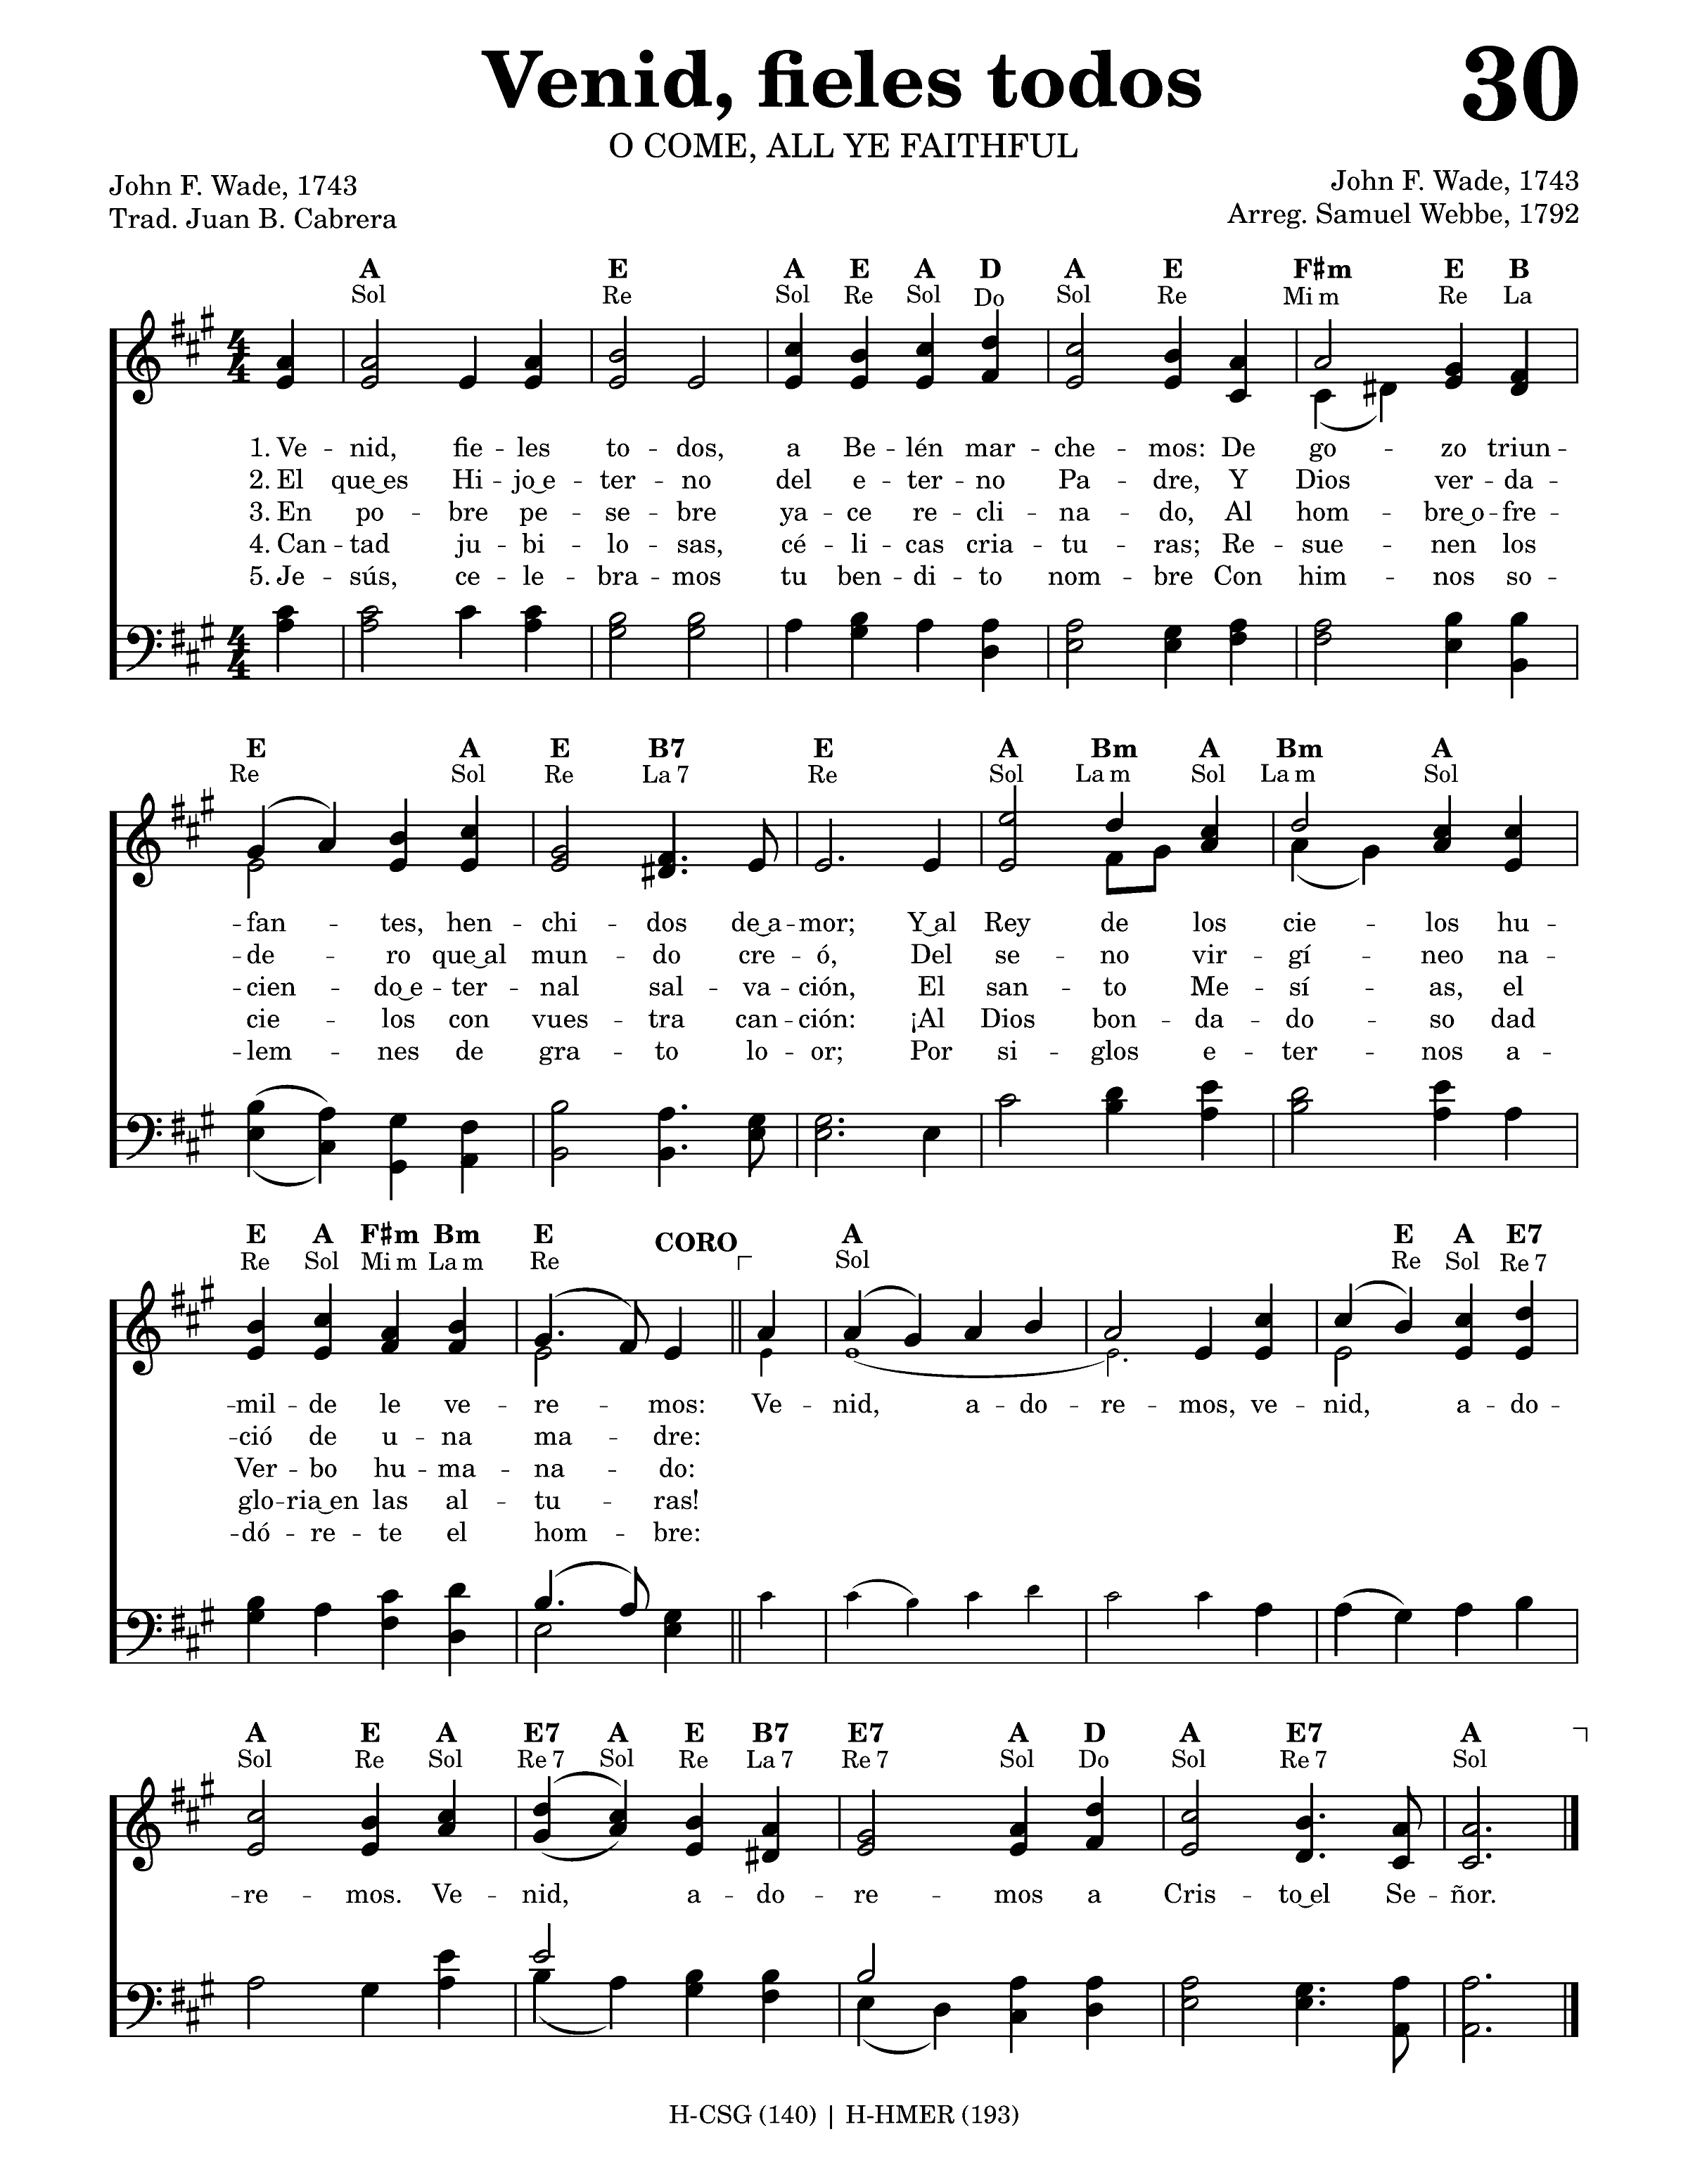 Venid, fieles todos
30
O COME, ALL YE FAITHFUL
John F. Wade, 1743
Trad. Juan B. Cabrera
John F. Wade, 1743
Arreg. Samuel Webbe, 1792
A E A E A D A E F♯m E B
Sol Re Sol Re Sol Do Sol Re Mi m Re La
1. Ve - nid, fie - les to - dos, a Be - lén mar - che - mos: De go - zo triun -
2. El que‿es Hi - jo‿e - ter - no del e - ter - no Pa - dre, Y Dios ver - da -
3. En po - bre pe - se - bre ya - ce re - cli - na - do, Al hom - bre‿o - fre -
4. Can - tad ju - bi - lo - sas, cé - li - cas cria - tu - ras; Re - sue - nen los
5. Je - sús, ce - le - bra - mos tu ben - di - to nom - bre Con him - nos so -
E A E B7 E A Bm A Bm A
Re Sol Re La 7 Re Sol La m Sol La m Sol
- fan - tes, hen - chi - dos de‿a - mor; Y‿al Rey de los cie - los hu -
- de - ro que‿al mun - do cre - ó, Del se - no vir - gí - neo na -
- cien - do‿e - ter - nal sal - va - ción, El san - to Me - sí - as, el
cie - los con vues - tra can - ción: ¡Al Dios bon - da - do - so dad
- lem - nes de gra - to lo - or; Por si - glos e - ter - nos a -
E A F♯m Bm E CORO A E A E7
Re Sol Mi m La m Re Sol Re Sol Re 7
- mil - de le ve - re - mos: Ve - nid, a - do - re - mos, ve - nid, a - do -
- ció de u - na ma - dre:
Ver - bo hu - ma - na - do:
glo - ria‿en las al - tu - ras!
- dó - re - te el hom - bre:
A E A E7 A E B7 E7 A D A E7 A
Sol Re Sol Re 7 Sol Re La 7 Re 7 Sol Do Sol Re 7 Sol
- re - mos. Ve - nid, a - do - re - mos a Cris - to‿el Se - ñor.
H-CSG (140) | H-HMER (193)